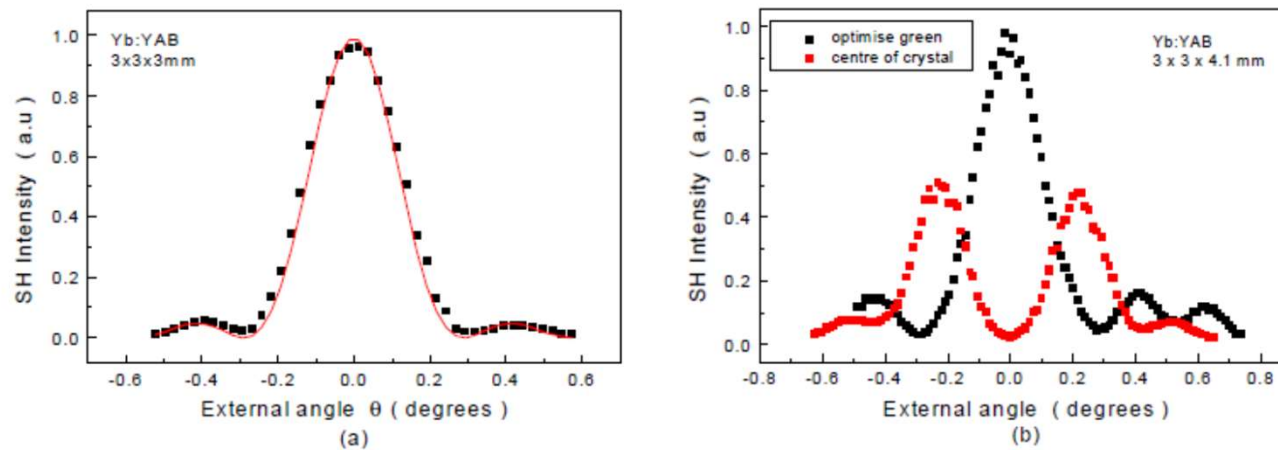 Yb:YAB
3x3x3mm
1.0
0.8
0.6
0.4
0.2
0.0
SH Intensity ( a.u )
-0.6 -0.4 -0.2 0.0 0.2 0.4 0.6
External angle θ ( degrees )
(a)
optimise green
centre of crystal
Yb:YAB
3 x 3 x 4.1 mm
1.0
0.8
0.6
0.4
0.2
0.0
SH Intensity ( a.u )
-0.8 -0.6 -0.4 -0.2 0.0 0.2 0.4 0.6 0.8
External angle ( degrees )
(b)